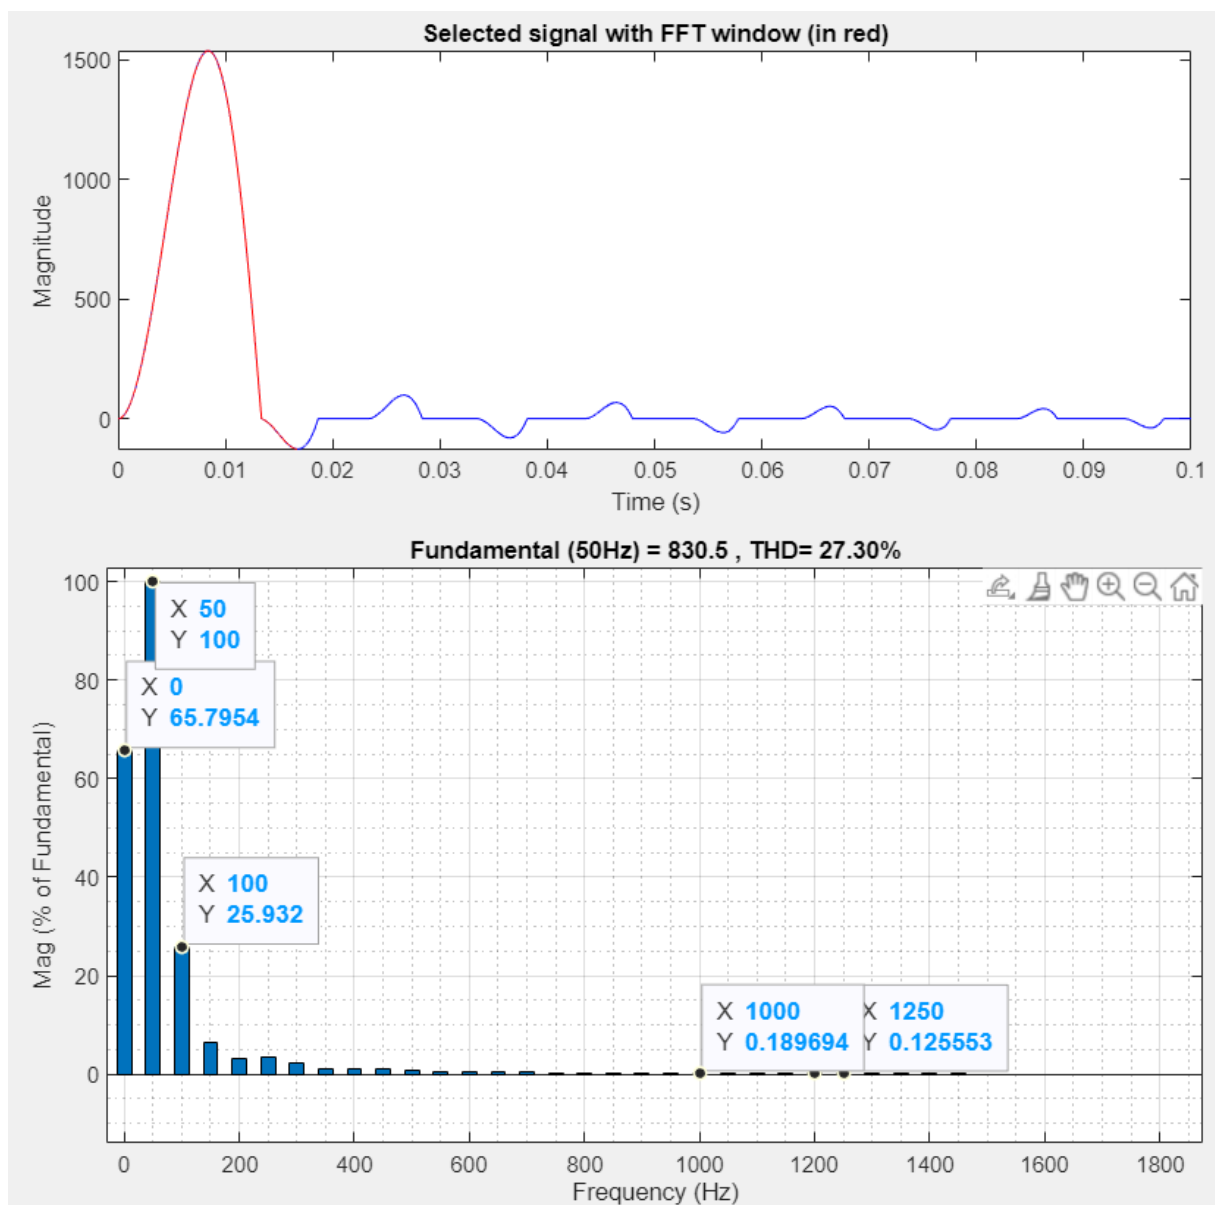 Selected signal with FFT window (in red)
1500
1000
500
0
Magnitude
0 0.01 0.02 0.03 0.04 0.05 0.06 0.07 0.08 0.09 0.1
Time (s)
Fundamental (50Hz) = 830.5 , THD= 27.30%
100
80
60
40
20
0
Mag (% of Fundamental)
X 50
Y 100
X 0
Y 65.7954
X 100
Y 25.932
X 1000
Y 0.189694
X 1250
Y 0.125553
0 200 400 600 800 1000 1200 1400 1600 1800
Frequency (Hz)